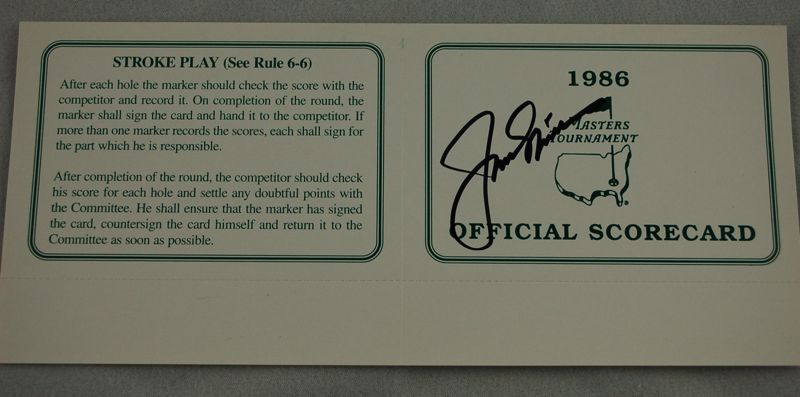 STROKE PLAY (See Rule 6-6)
After each hole the marker should check the score with the
competitor and record it. On completion of the round, the
marker shall sign the card and hand it to the competitor. If
more than one marker records the scores, each shall sign for
the part which he is responsible.
After completion of the round, the competitor should check
his score for each hole and settle any doubtful points with
the Committee. He shall ensure that the marker has signed
the card, countersign the card himself and return it to the
Committee as soon as possible.
1986
MASTERS
TOURNAMENT
OFFICIAL SCORECARD